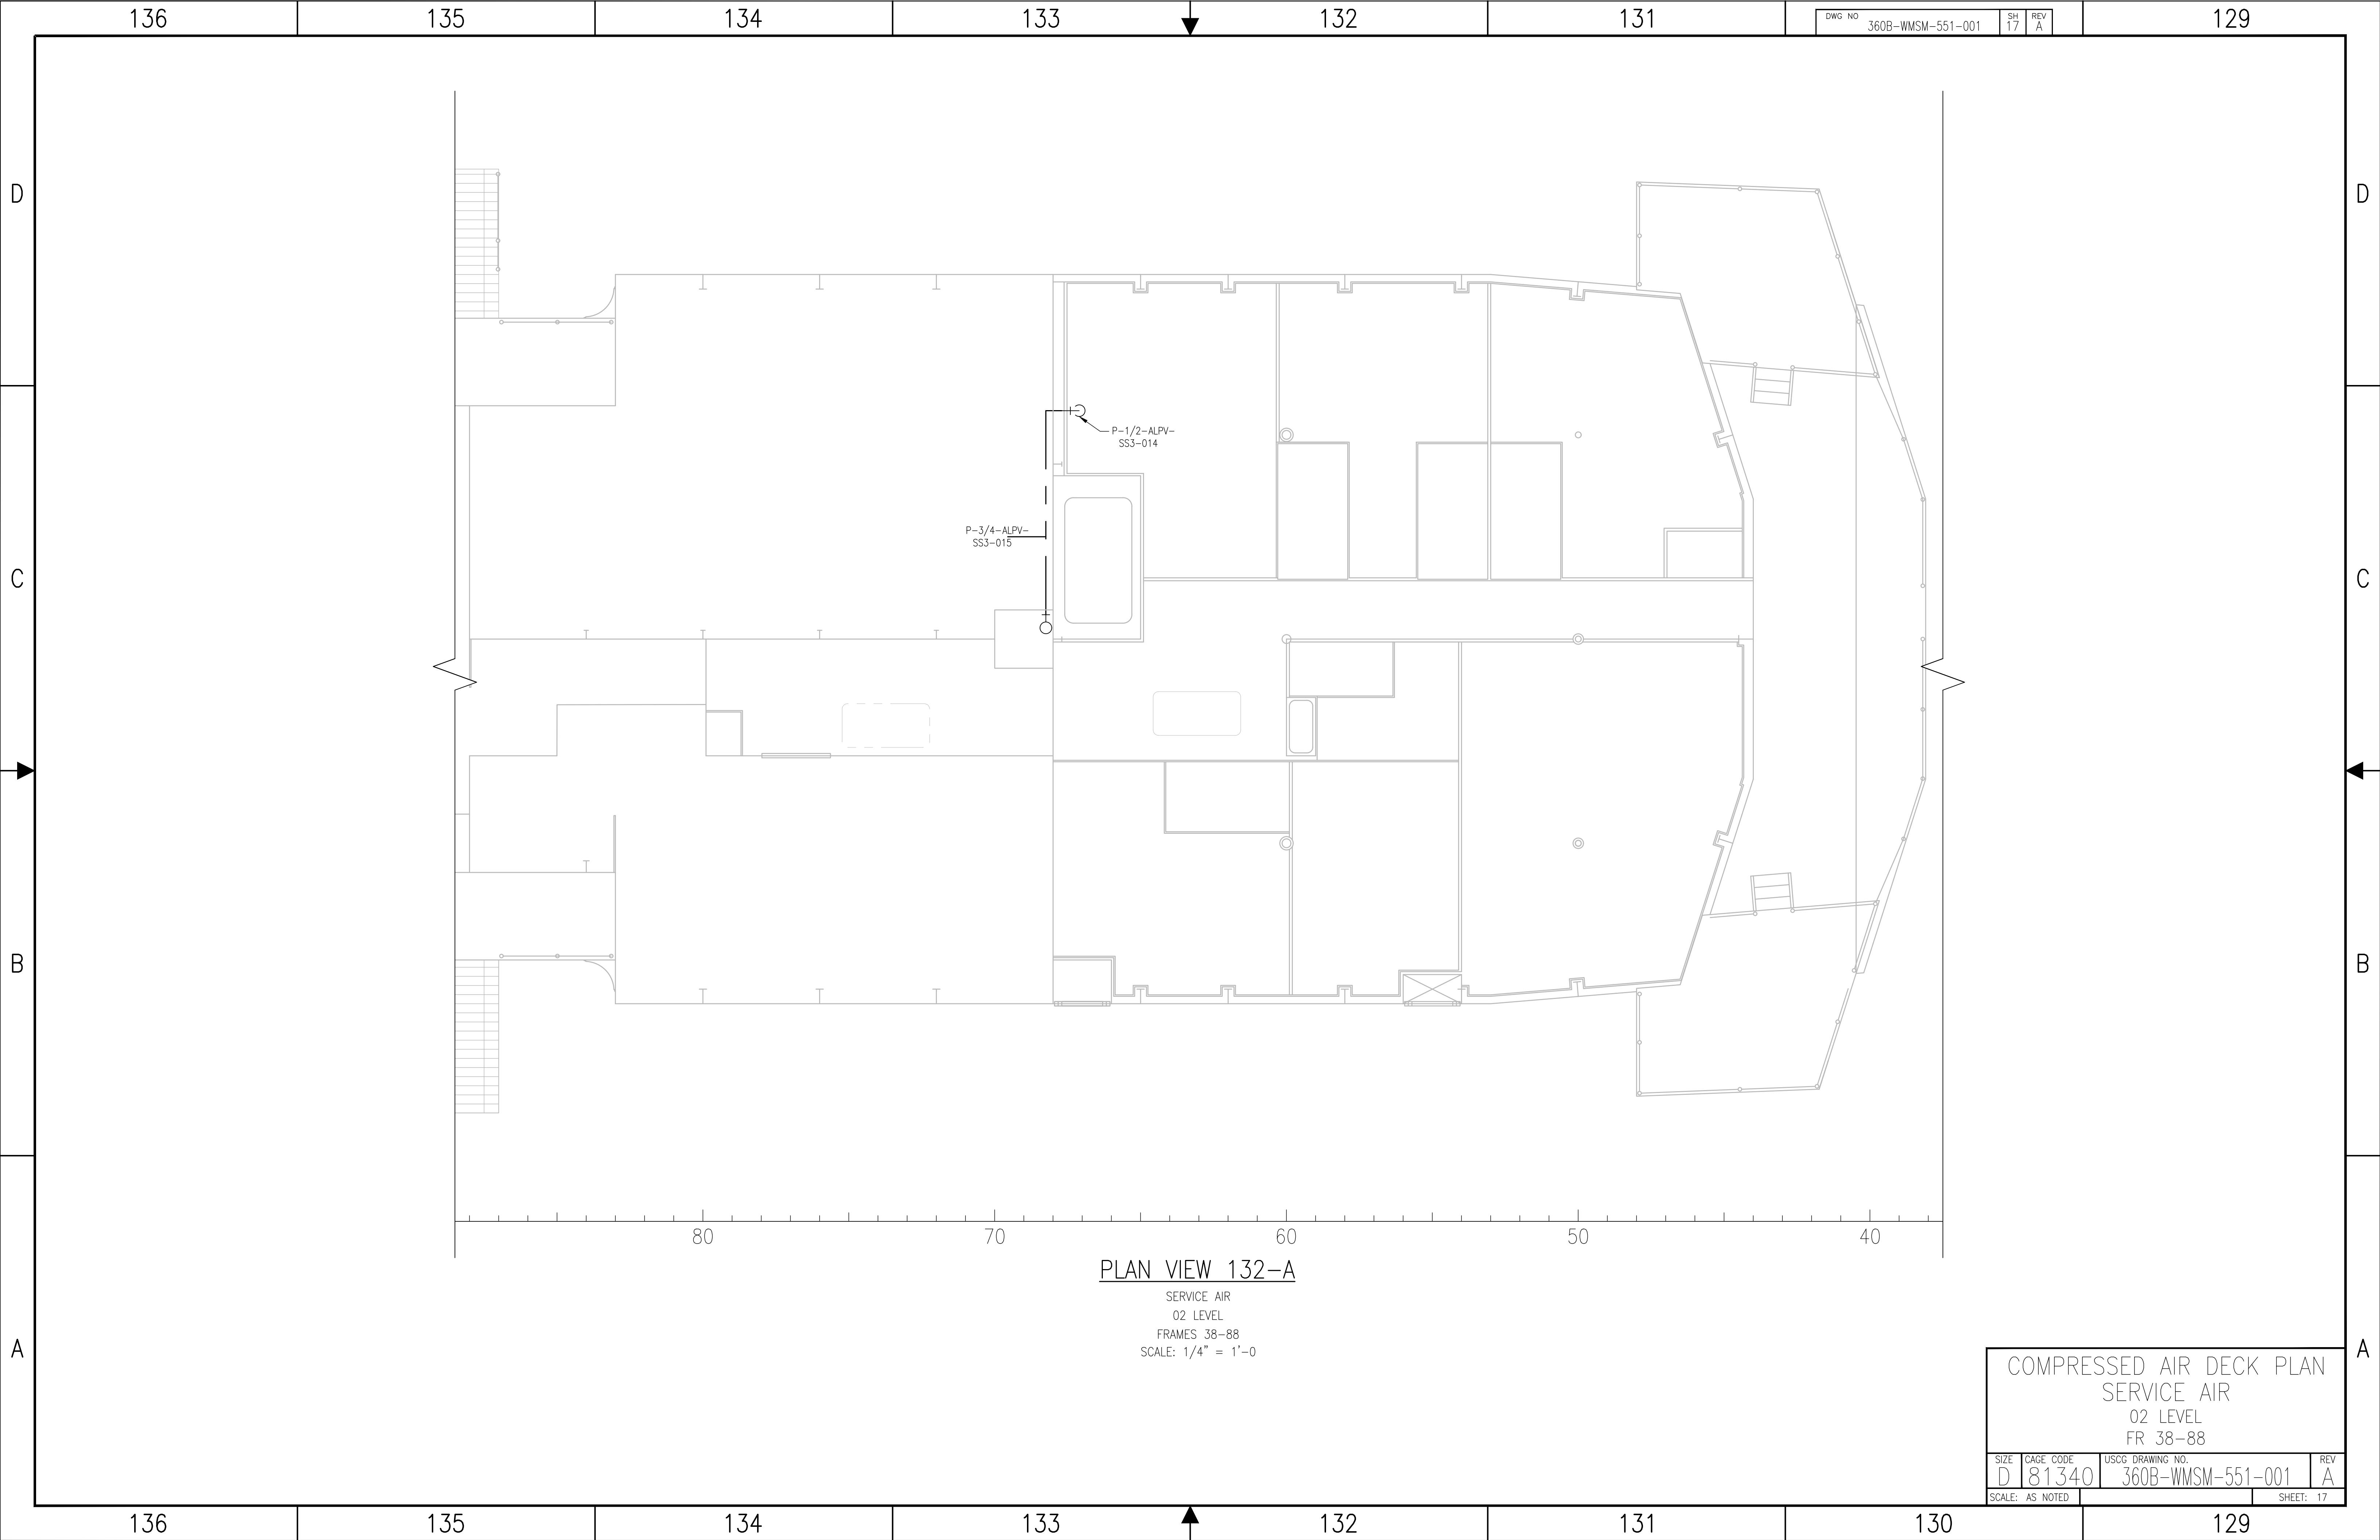 136 135 134 133 132 131 129
DWG NO 360B-WMSM-551-001 SH 17 REV A
D D
P-1/2-ALPV-
SS3-014
P-3/4-ALPV-
SS3-015
C C
B B
80 70 60 50 40
PLAN VIEW 132-A
SERVICE AIR
02 LEVEL
FRAMES 38-88
SCALE: 1/4" = 1'-0
A A
COMPRESSED AIR DECK PLAN
SERVICE AIR
02 LEVEL
FR 38-88
SIZE CAGE CODE USCG DRAWING NO. REV
D 81340 360B-WMSM-551-001 A
SCALE: AS NOTED SHEET: 17
136 135 134 133 132 131 130 129